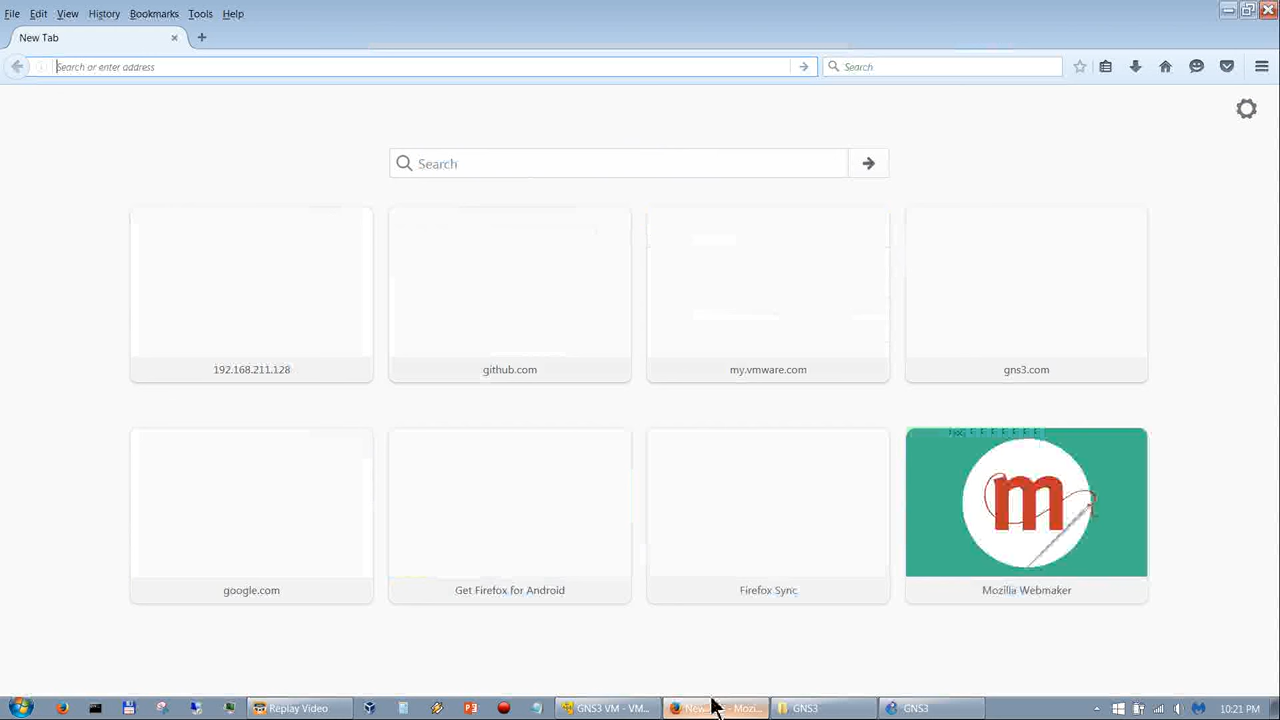 File Edit View History Bookmarks Tools Help
New Tab
Search or enter address
Search
Search
192.168.211.128
github.com
my.vmware.com
gns3.com
google.com
Get Firefox for Android
Firefox Sync
m
Mozilla Webmaker
Replay Video
GNS3 VM - VM...
Mozi...
GNS3
GNS3
10:21 PM